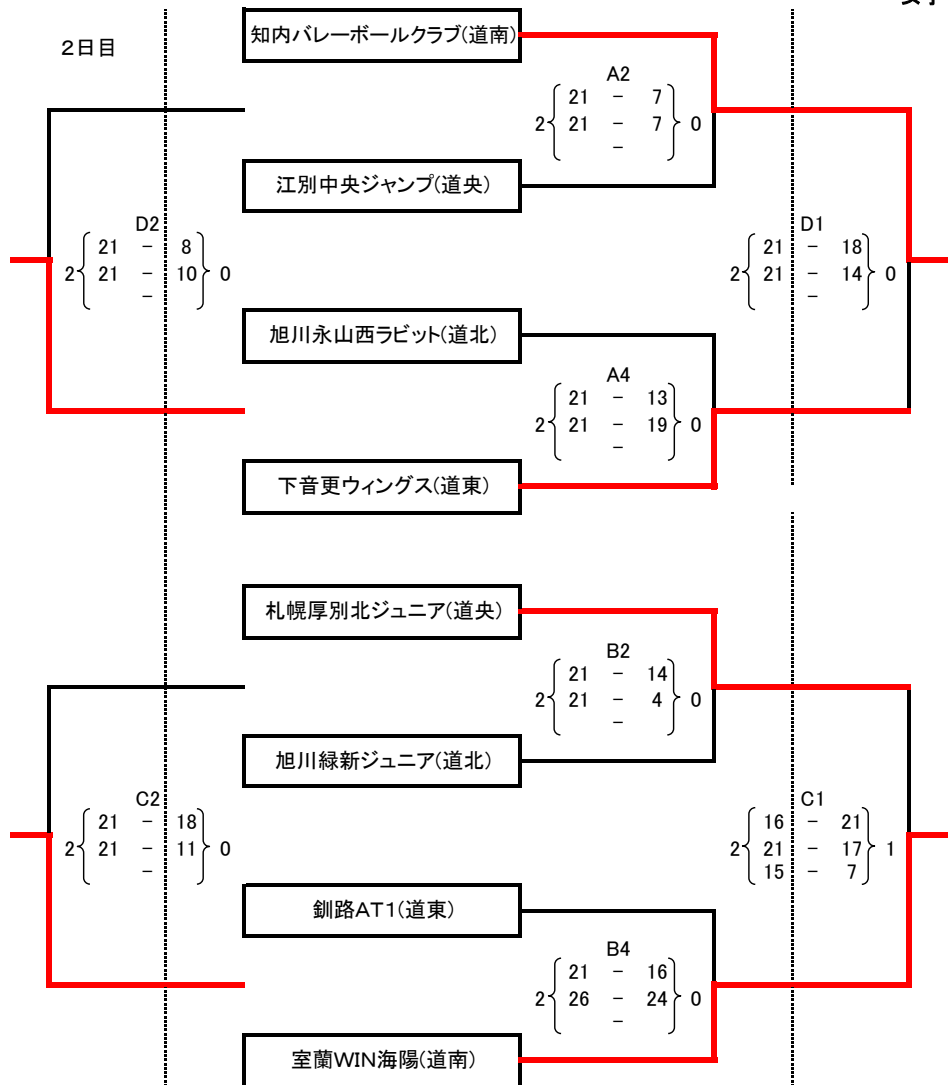 女子
2日目
知内バレーボールクラブ(道南)
A2
21 - 7
2 21 - 7 0
-
江別中央ジャンプ(道央)
D2
21 - 8
2 21 - 10 0
-
D1
21 - 18
2 21 - 14 0
-
旭川永山西ラビット(道北)
A4
21 - 13
2 21 - 19 0
-
下音更ウィングス(道東)
札幌厚別北ジュニア(道央)
B2
21 - 14
2 21 - 4 0
-
旭川緑新ジュニア(道北)
C2
21 - 18
2 21 - 11 0
-
C1
16 - 21
2 21 - 17 1
15 - 7
釧路AT1(道東)
B4
21 - 16
2 26 - 24 0
-
室蘭WIN海陽(道南)